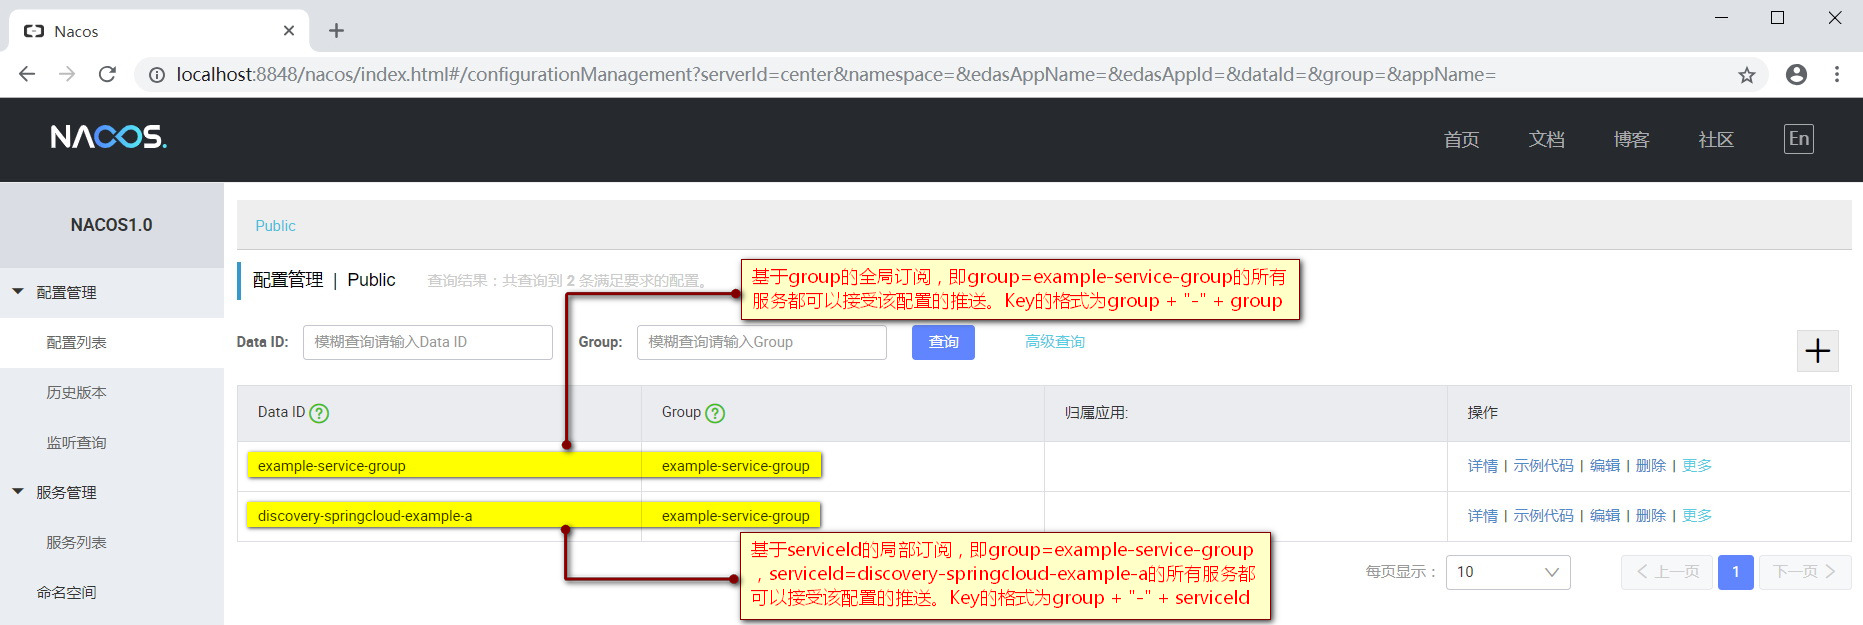 Nacos
localhost:8848/nacos/index.html#/configurationManagement?serverId=center&namespace=&edasAppName=&edasAppId=&dataId=&group=&appName=
NACOS.
首页 文档 博客 社区 En
NACOS1.0
Public
配置管理 | Public 查询结果：共查询到 2 条满足要求的配置。
基于group的全局订阅，即group=example-service-group的所有
服务都可以接受该配置的推送。Key的格式为group + "-" + group
配置管理
配置列表
历史版本
监听查询
服务管理
服务列表
命名空间
Data ID: 模糊查询请输入Data ID Group: 模糊查询请输入Group 查询 高级查询
Data ID Group 归属应用: 操作
example-service-group example-service-group 详情 | 示例代码 | 编辑 | 删除 | 更多
discovery-springcloud-example-a example-service-group 详情 | 示例代码 | 编辑 | 删除 | 更多
基于serviceId的局部订阅，即group=example-service-group
，serviceId=discovery-springcloud-example-a的所有服务都
可以接受该配置的推送。Key的格式为group + "-" + serviceId
每页显示： 10 上一页 1 下一页